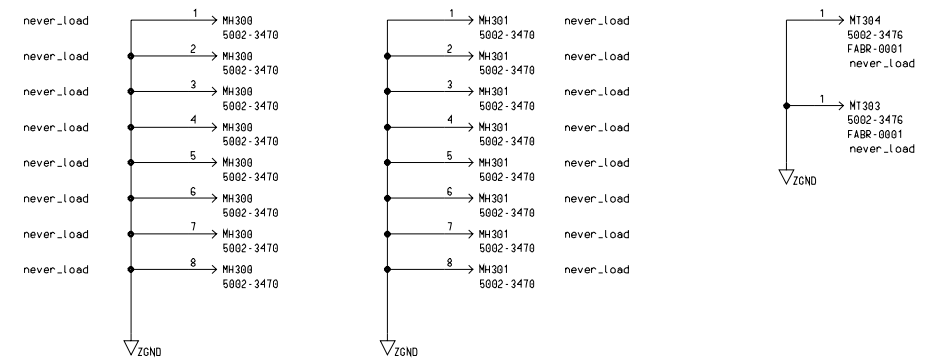 never_load 1 MH300 1 MH301 never_load 1 MT304
5002-3470 5002-3470 5002-3476
never_load 2 MH300 2 MH301 never_load FABR-0001
5002-3470 5002-3470 never_load
never_load 3 MH300 3 MH301 never_load 1 MT303
5002-3470 5002-3470 5002-3476
never_load 4 MH300 4 MH301 never_load FABR-0001
5002-3470 5002-3470 never_load
never_load 5 MH300 5 MH301 never_load
5002-3470 5002-3470 ZGND
never_load 6 MH300 6 MH301 never_load
5002-3470 5002-3470
never_load 7 MH300 7 MH301 never_load
5002-3470 5002-3470
never_load 8 MH300 8 MH301 never_load
5002-3470 5002-3470
ZGND ZGND